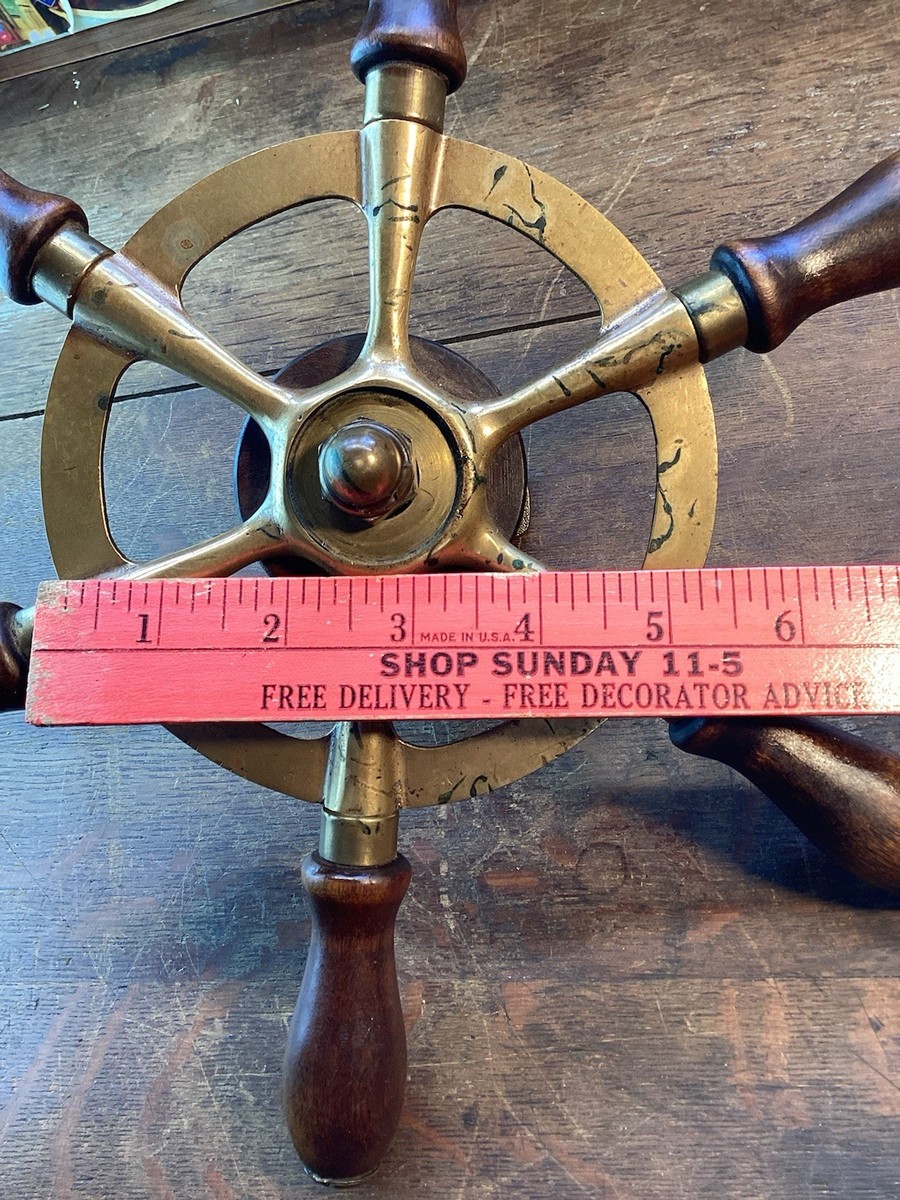 1 2 3 MADE IN U.S.A. 4 5 6
SHOP SUNDAY 11-5
FREE DELIVERY - FREE DECORATOR ADVICE